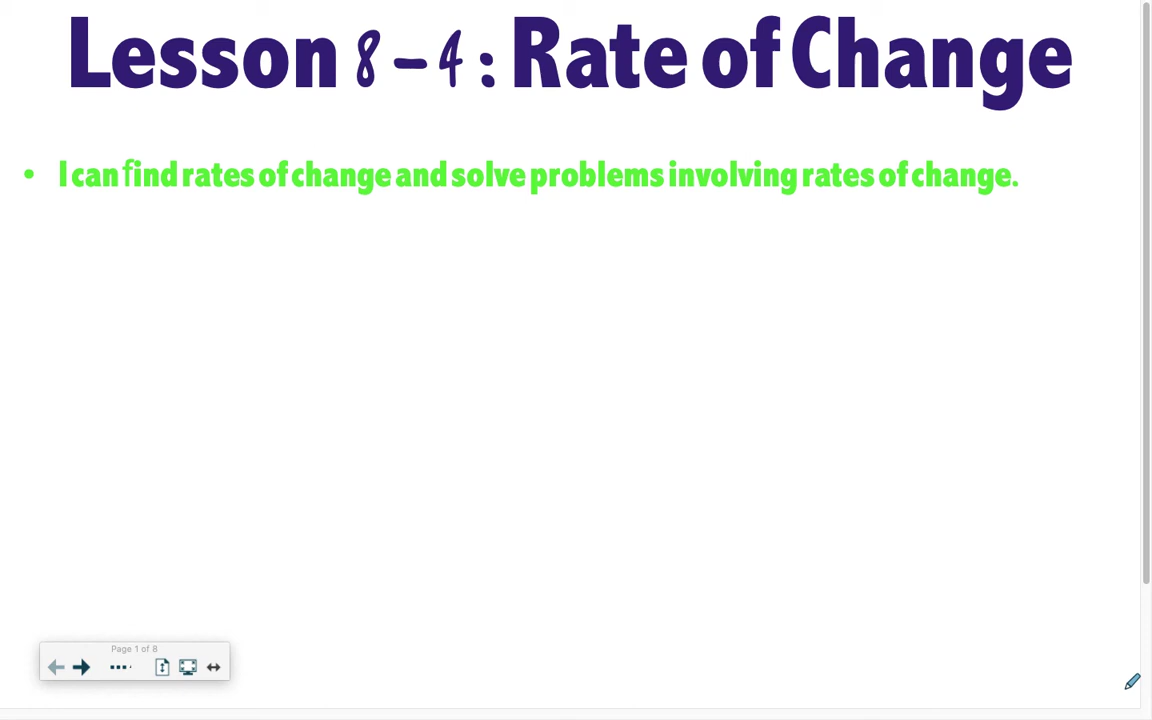 Lesson 8-4: Rate of Change
• I can find rates of change and solve problems involving rates of change.
Page 1 of 8